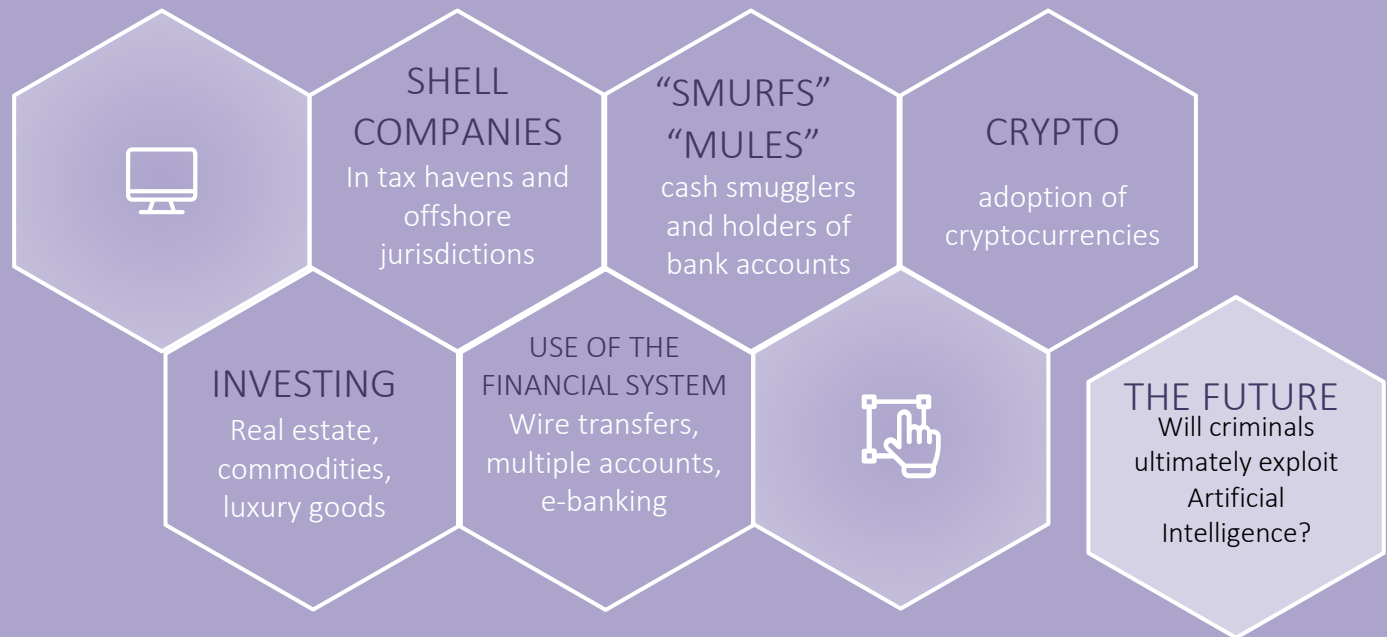 SHELL
COMPANIES
In tax havens and
offshore
jurisdictions
“SMURFS”
“MULES”
cash smugglers
and holders of
bank accounts
CRYPTO
adoption of
cryptocurrencies
INVESTING
Real estate,
commodities,
luxury goods
USE OF THE
FINANCIAL SYSTEM
Wire transfers,
multiple accounts,
e-banking
THE FUTURE
Will criminals
ultimately exploit
Artificial
Intelligence?